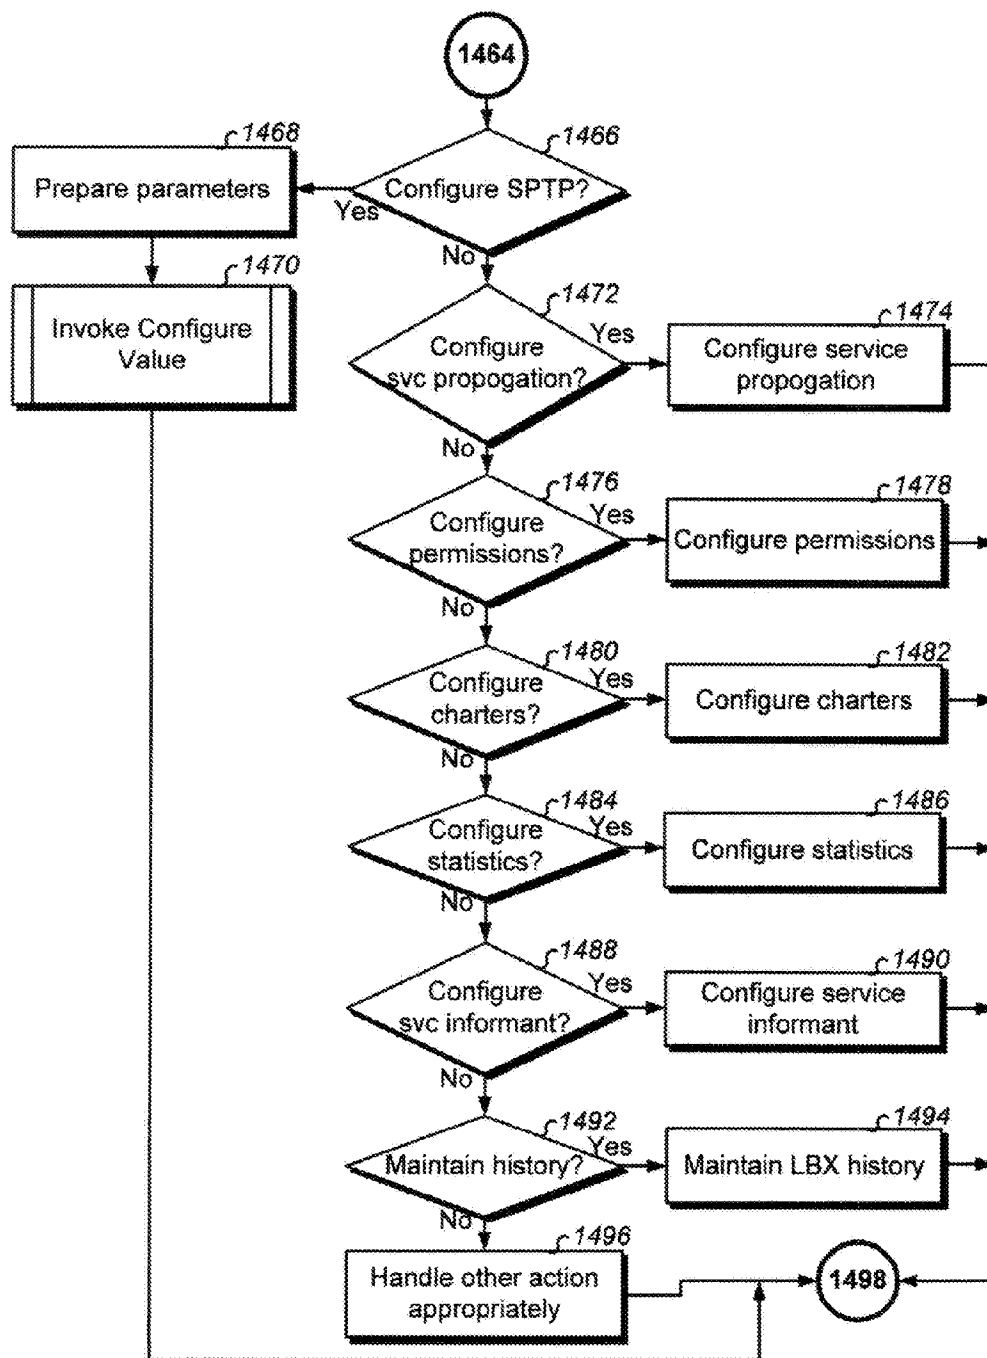 1464
1466
Configure SPTP?
Yes
No
1468
Prepare parameters
1470
Invoke Configure
Value
1472
Configure
svc propogation?
Yes
No
1474
Configure service
propogation
1476
Configure
permissions?
Yes
No
1478
Configure permissions
1480
Configure
charters?
Yes
No
1482
Configure charters
1484
Configure
statistics?
Yes
No
1486
Configure statistics
1488
Configure
svc informant?
Yes
No
1490
Configure service
informant
1492
Maintain history?
Yes
No
1494
Maintain LBX history
1496
Handle other action
appropriately
1498